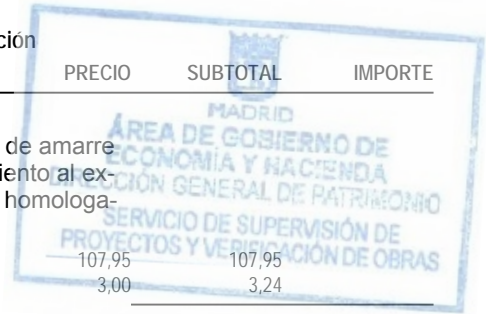 ción
PRECIO SUBTOTAL IMPORTE
MADRID
ÁREA DE GOBIERNO DE
ECONOMÍA Y HACIENDA
DIRECCIÓN GENERAL DE PATRIMONIO
SERVICIO DE SUPERVISIÓN DE
PROYECTOS Y VERIFICACIÓN DE OBRAS
de amarre
iento al ex-
homologa-
107,95 107,95
3,00 3,24